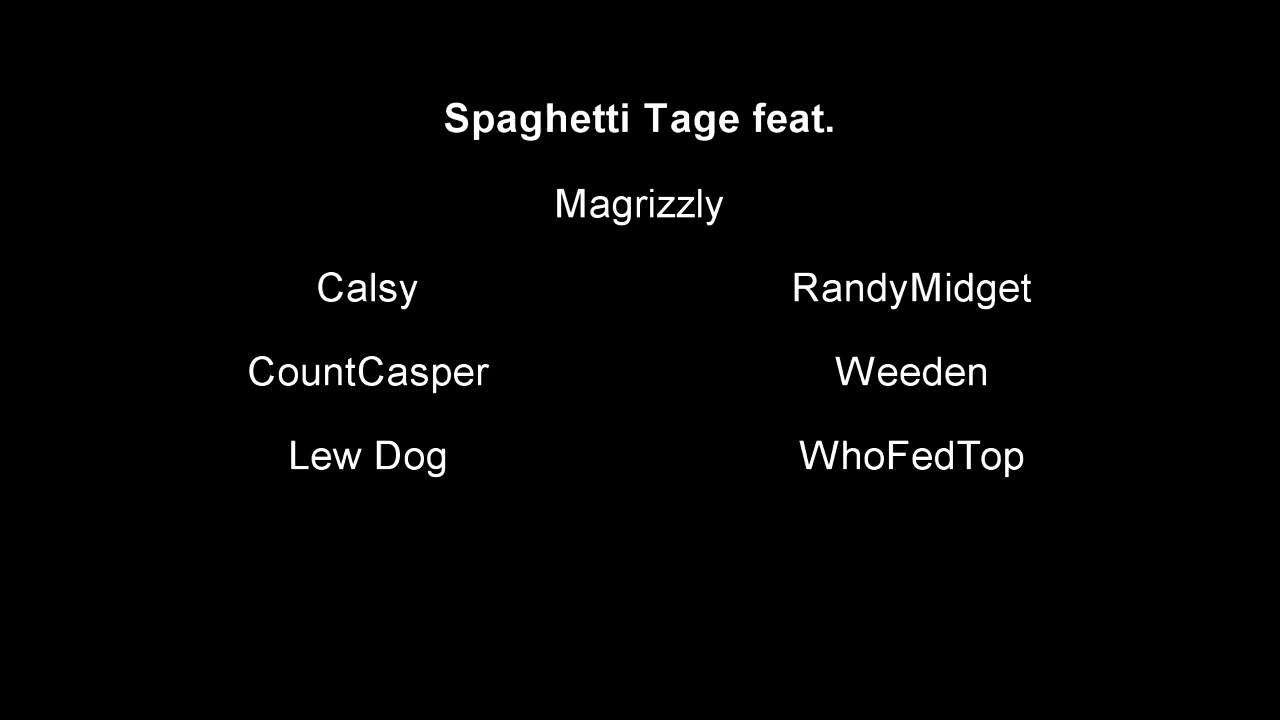 Spaghetti Tage feat.
Magrizzly
Calsy RandyMidget
CountCasper Weeden
Lew Dog WhoFedTop